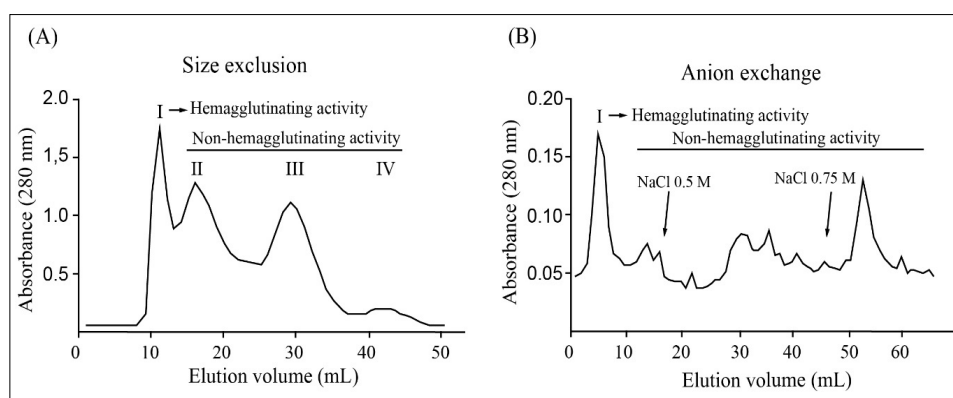 (A)
Size exclusion
2.0
I → Hemagglutinating activity
Non-hemagglutinating activity
1.5
II
III
IV
1.0
0.5
Absorbance (280 nm)
0 10 20 30 40 50
Elution volume (mL)
(B)
Anion exchange
0.20
I → Hemagglutinating activity
Non-hemagglutinating activity
0.15
NaCl 0.5 M
NaCl 0.75 M
0.10
0.05
Absorbance (280 nm)
0 10 20 30 40 50 60
Elution volume (mL)